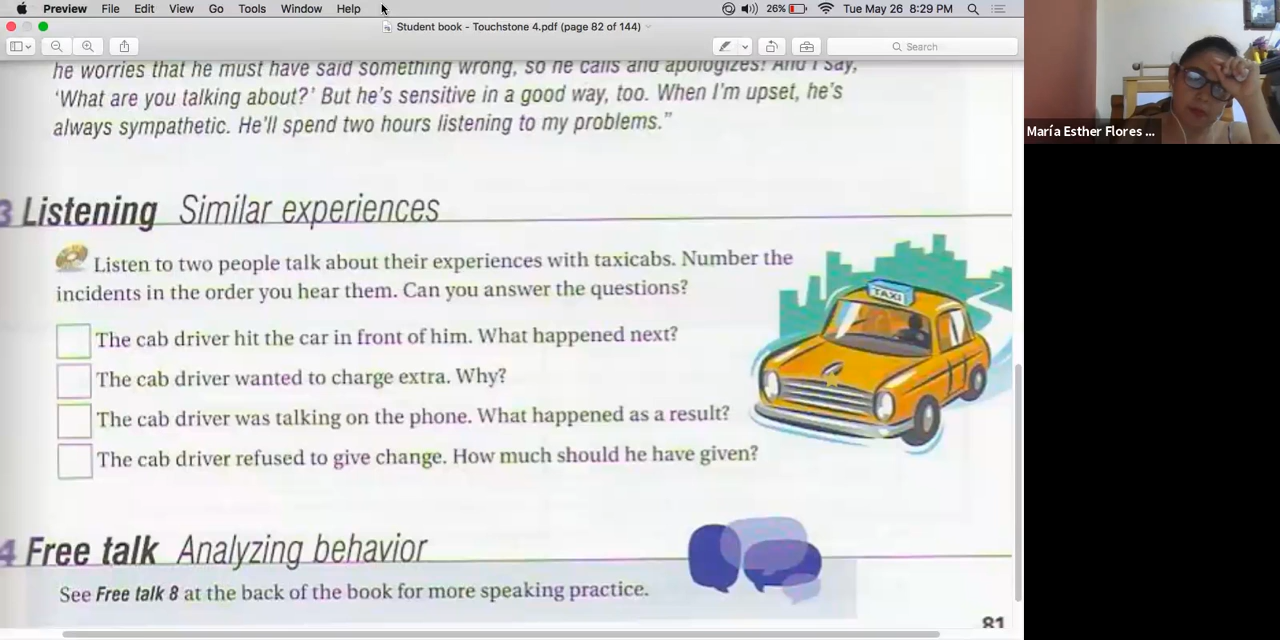 Preview File Edit View Go Tools Window Help 26% Tue May 26 8:29 PM
Student book - Touchstone 4.pdf (page 82 of 144)
Search
he worries that he must have said something wrong, so he calls and apologizes! And I say,
'What are you talking about?' But he's sensitive in a good way, too. When I'm upset, he's
always sympathetic. He'll spend two hours listening to my problems."
María Esther Flores ...
3 Listening Similar experiences
Listen to two people talk about their experiences with taxicabs. Number the
incidents in the order you hear them. Can you answer the questions?
TAXI
The cab driver hit the car in front of him. What happened next?
The cab driver wanted to charge extra. Why?
The cab driver was talking on the phone. What happened as a result?
The cab driver refused to give change. How much should he have given?
4 Free talk Analyzing behavior
See Free talk 8 at the back of the book for more speaking practice.
81